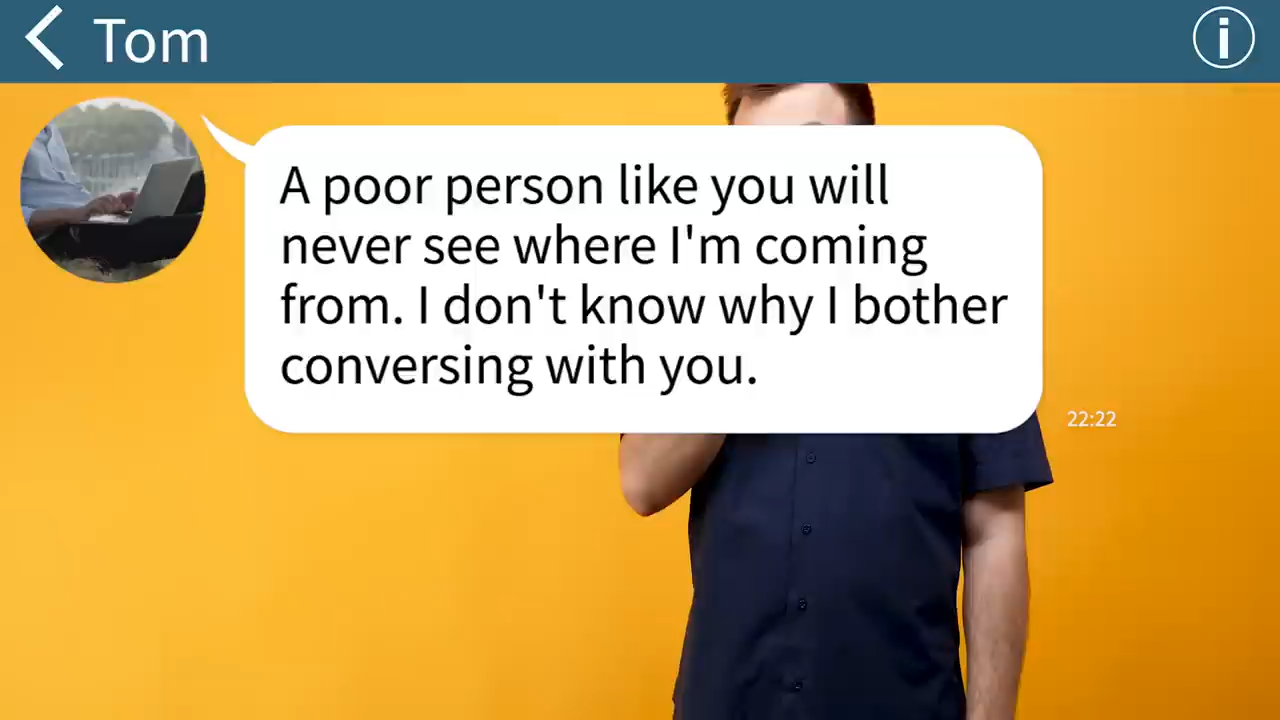 Tom
A poor person like you will
never see where I'm coming
from. I don't know why I bother
conversing with you.
22:22